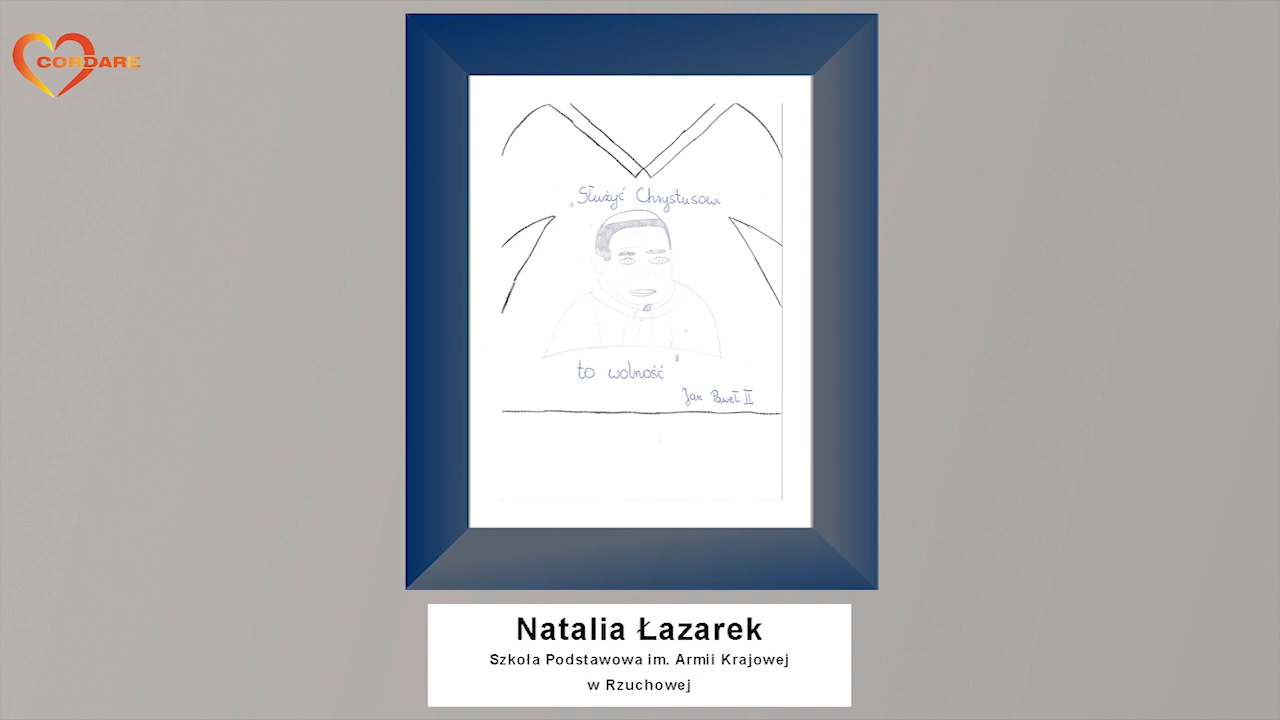 CORDARE
„Służyć Chrystusowi
to wolność"
Jan Paweł II
Natalia Łazarek
Szkoła Podstawowa im. Armii Krajowej
w Rzuchowej